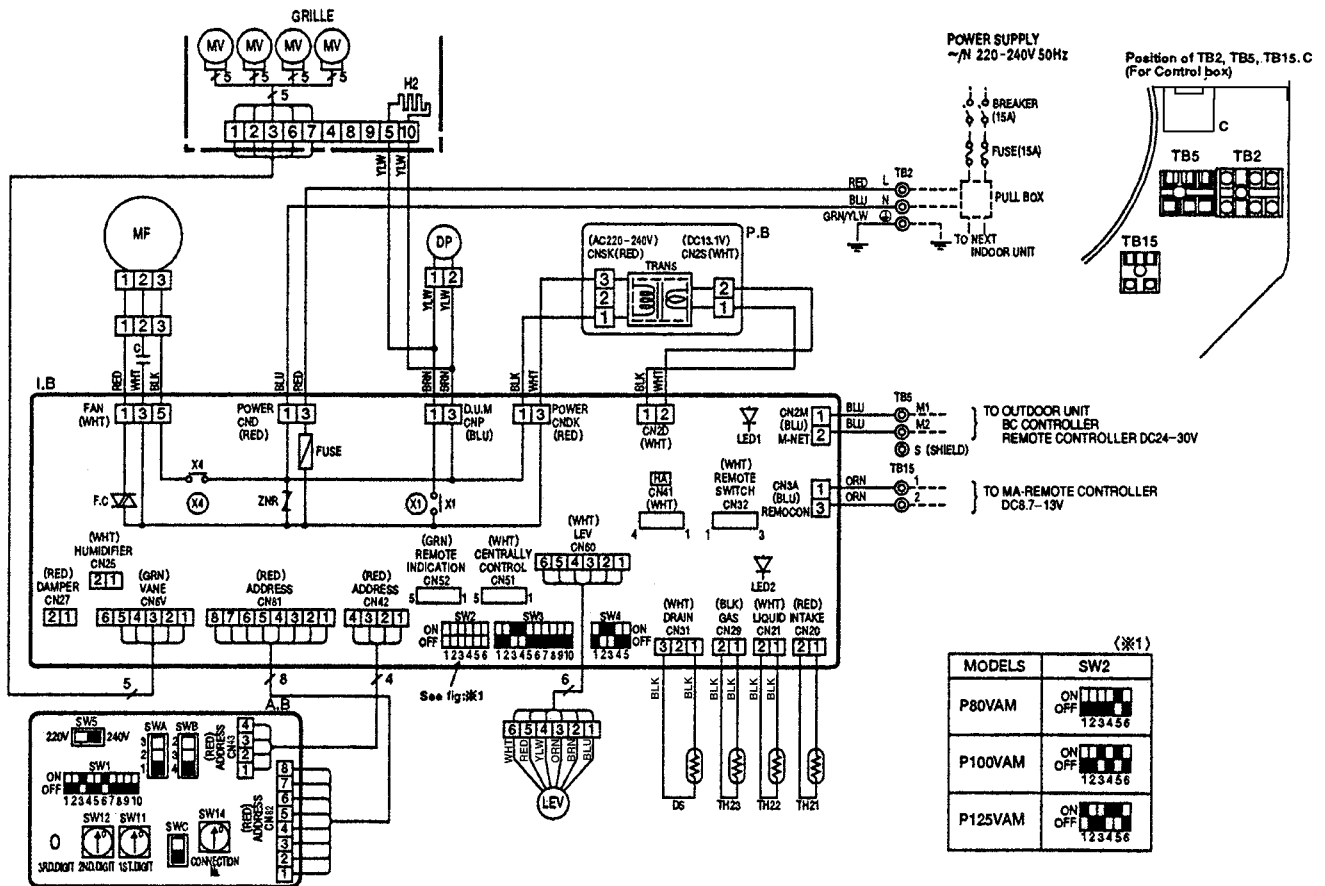 GRILLE
MV MV MV MV
5 5 5 5
5
H2
1 2 3 6 7 4 8 9 5 10
YLW YLW
POWER SUPPLY
~/N 220-240V 50Hz
BREAKER
(15A)
FUSE(15A)
PULL BOX
TO NEXT
INDOOR UNIT
RED L TB2
BLU N
GRN/YLW
Position of TB2, TB5, TB15. C
(For Control box)
C
TB5 TB2
TB15
MF
1 2 3
1 2 3
C
RED WHT BLK
BLU RED
DP
1 2
YLW YLW
BRN BRN
BLK WHT
P.B
(AC220-240V)
CNSK(RED)
(DC13.1V)
CN2S(WHT)
TRANS
3 2 1
2 1
BLK WHT
I.B
FAN
(WHT)
1 3 5
POWER
CND
(RED)
1 3
FUSE
1 3
D.U.M
CNP
(BLU)
1 3
POWER
CNDK
(RED)
1 2
CN2D
(WHT)
LED1
CN2M
(BLU)
M-NET
1 2
BLU BLU
TB5
M1
M2
S (SHIELD)
TO OUTDOOR UNIT
BC CONTROLLER
REMOTE CONTROLLER DC24-30V
TB15
CN3A
(BLU)
REMOCON
1 3
ORN 1
ORN 2
TO MA-REMOTE CONTROLLER
DC8.7-13V
F.C
X4
X4
ZNR
X1 X1
HA
CN41
(WHT)
4 1
(WHT)
REMOTE
SWITCH
CN32
1 3
LED2
(WHT)
HUMIDIFIER
CN25
2 1
(RED)
DAMPER
CN27
2 1
(GRN)
VANE
CN6V
6 5 4 3 2 1
(RED)
ADDRESS
CN81
8 7 6 5 4 3 2 1
(RED)
ADDRESS
CN42
4 3 2 1
(GRN)
REMOTE
INDICATION
CN52
5 1
(WHT)
CENTRALLY
CONTROL
CN51
5 1
(WHT)
LEV
CN60
6 5 4 3 2 1
SW2
ON
OFF
1 2 3 4 5 6
SW3
1 2 3 4 5 6 7 8 9 10
SW4
ON
OFF
1 2 3 4 5
(WHT)
DRAIN
CN31
3 2 1
(BLK)
GAS
CN29
2 1
(WHT)
LIQUID
CN21
2 1
(RED)
INTAKE
CN20
2 1
See fig:※1
5
8
4
6
BLK BLK BLK BLK BLK BLK BLK BLK
DS TH23 TH22 TH21
6 5 4 3 2 1
WHT RED YLW ORN BRN BLU
LEV
A.B
SW5
220V 240V
SWA
3 2 1
SWB
4
(RED)
ADDRESS
CN43
4 3 2 1
SW1
ON
OFF
1 2 3 4 5 6 7 8 9 10
SW12 SW11
0
3RD.DIGIT 2ND.DIGIT 1ST.DIGIT
SWC
SW14
CONNECTION
(RED)
ADDRESS
CN82
8 7 6 5 4 3 2 1
(※1)
MODELS SW2
P80VAM ON OFF 1 2 3 4 5 6
P100VAM ON OFF 1 2 3 4 5 6
P125VAM ON OFF 1 2 3 4 5 6